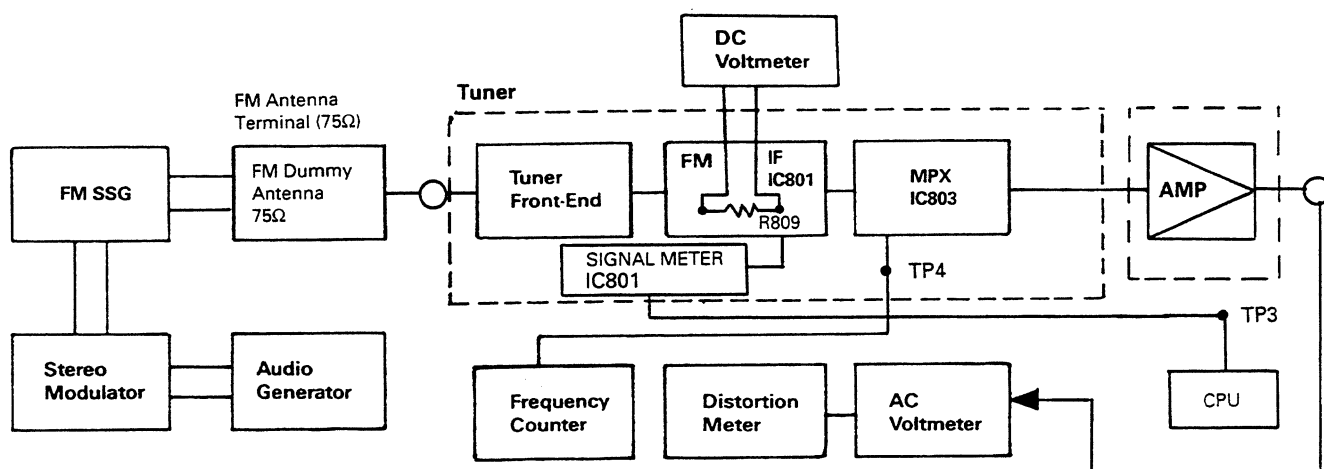 DC
Voltmeter
Tuner
FM Antenna
Terminal (75Ω)
FM SSG
FM Dummy
Antenna
75Ω
Tuner
Front-End
FM
IF
IC801
R809
MPX
IC803
AMP
SIGNAL METER
IC801
TP4
TP3
Stereo
Modulator
Audio
Generator
Frequency
Counter
Distortion
Meter
AC
Voltmeter
CPU